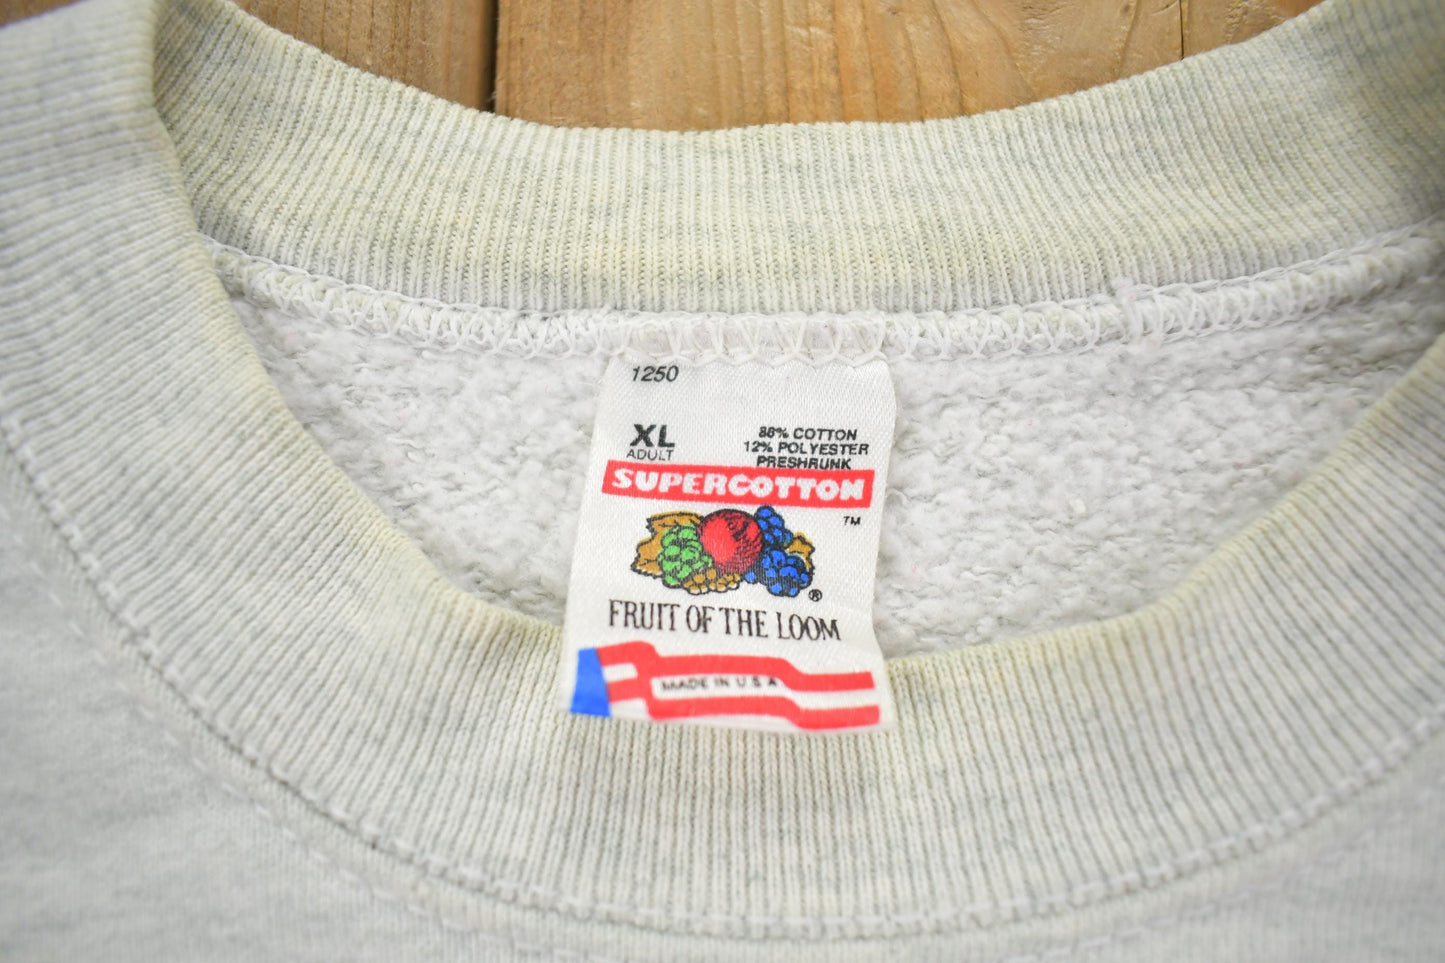 1250
XL
ADULT
88% COTTON
12% POLYESTER
PRESHRUNK
SUPERCOTTON
TM
®
FRUIT OF THE LOOM
MADE IN U S A